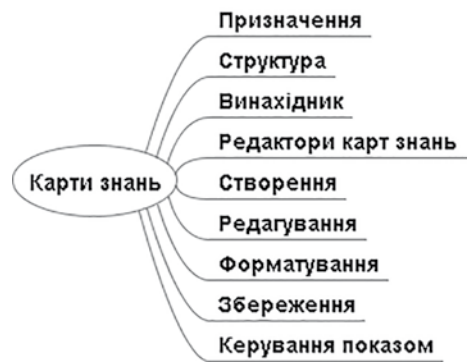 Призначення
Структура
Винахідник
Редактори карт знань
Карти знань
Створення
Редагування
Форматування
Збереження
Керування показом